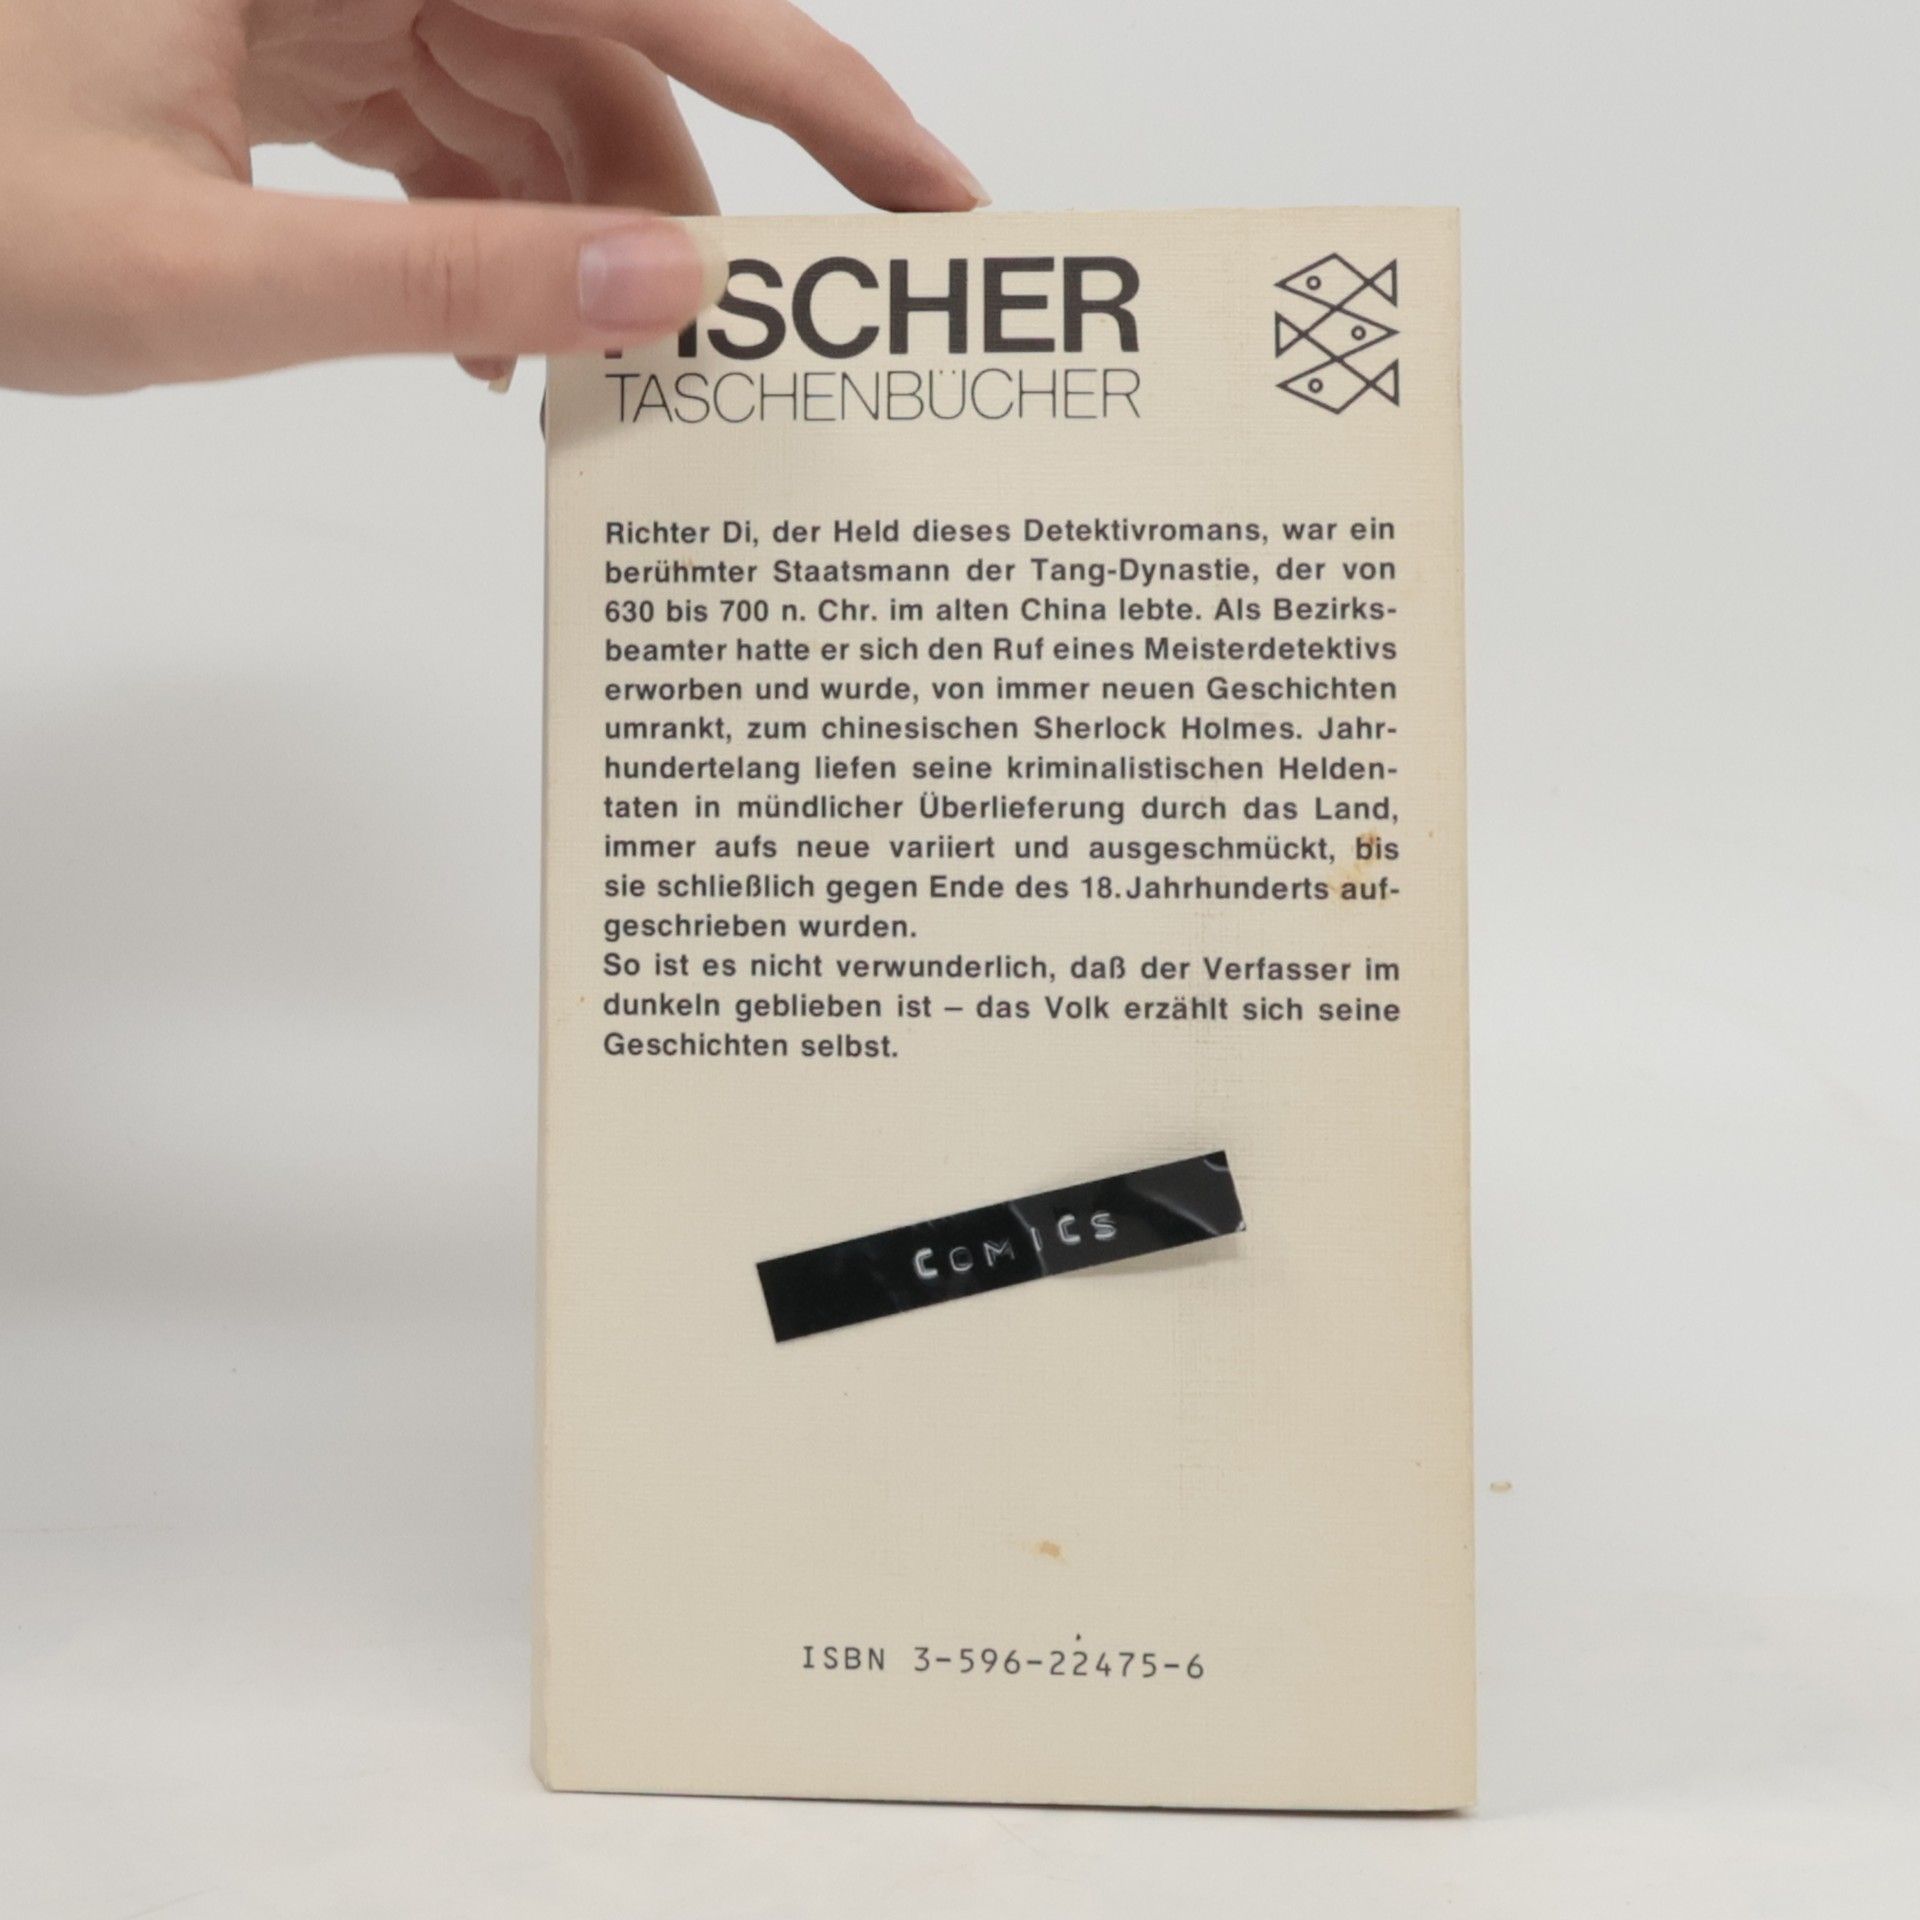 FISCHER
TASCHENBÜCHER
Richter Di, der Held dieses Detektivromans, war ein
berühmter Staatsmann der Tang-Dynastie, der von
630 bis 700 n. Chr. im alten China lebte. Als Bezirks-
beamter hatte er sich den Ruf eines Meisterdetektivs
erworben und wurde, von immer neuen Geschichten
umrankt, zum chinesischen Sherlock Holmes. Jahr-
hundertelang liefen seine kriminalistischen Helden-
taten in mündlicher Überlieferung durch das Land,
immer aufs neue variiert und ausgeschmückt, bis
sie schließlich gegen Ende des 18. Jahrhunderts auf-
geschrieben wurden.
So ist es nicht verwunderlich, daß der Verfasser im
dunkeln geblieben ist – das Volk erzählt sich seine
Geschichten selbst.
COMICS
ISBN 3-596-22475-6